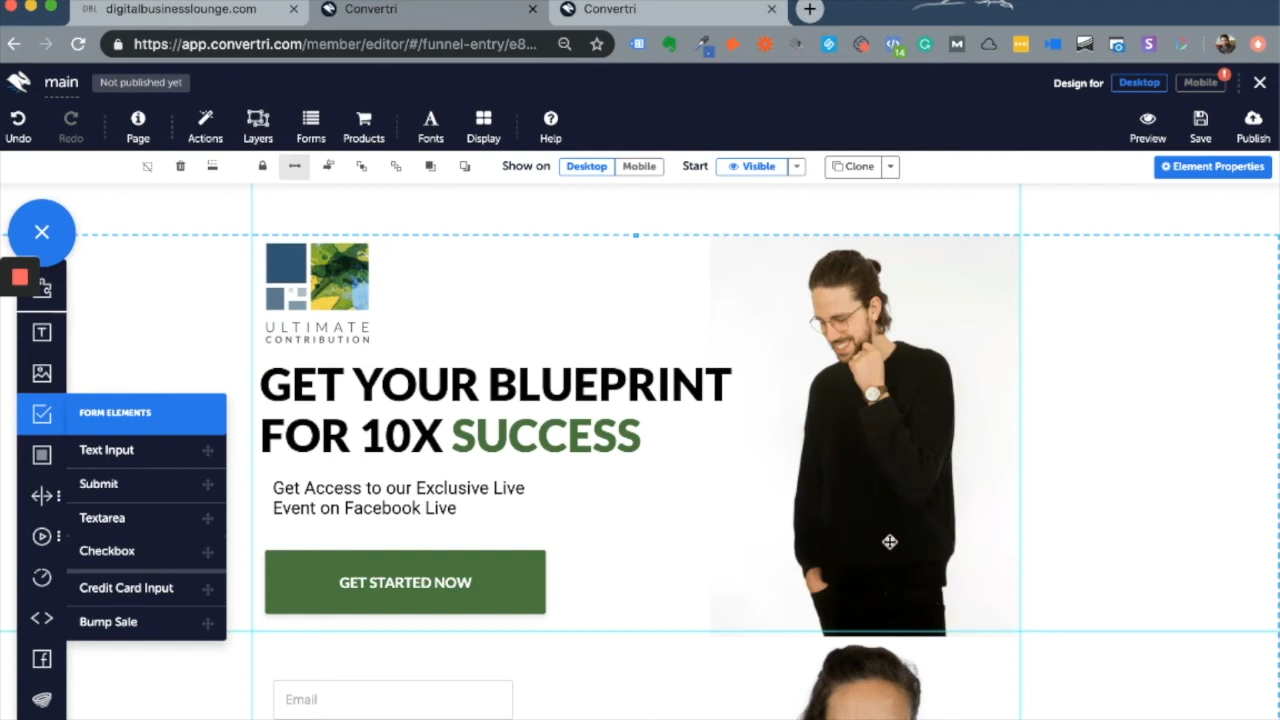 DBL digitalbusinesslounge.com
Convertri
Convertri
https://app.convertri.com/member/editor/#/funnel-entry/e8...
14
main
Not published yet
Design for
Desktop
Mobile
Undo
Redo
Page
Actions
Layers
Forms
Products
Fonts
Display
Help
Preview
Save
Publish
Show on
Desktop
Mobile
Start
Visible
Clone
Element Properties
ULTIMATE
CONTRIBUTION
GET YOUR BLUEPRINT
FOR 10X SUCCESS
Get Access to our Exclusive Live
Event on Facebook Live
GET STARTED NOW
Email
FORM ELEMENTS
Text Input
Submit
Textarea
Checkbox
Credit Card Input
Bump Sale